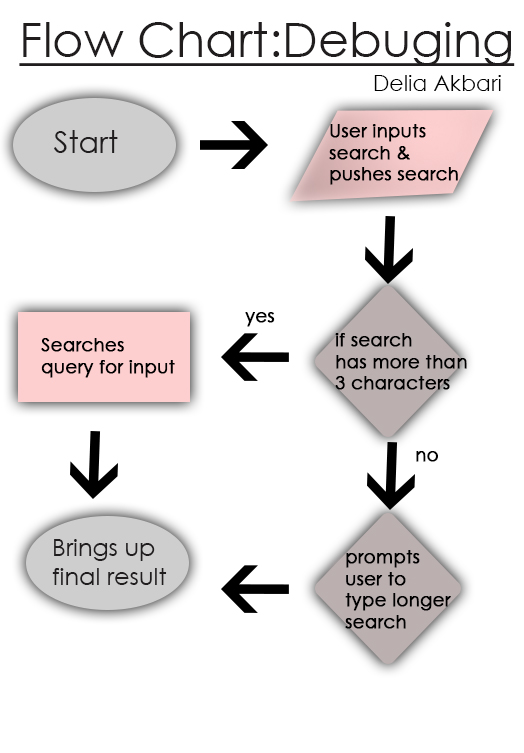 Flow Chart:Debuging
Delia Akbari
Start
User inputs
search &
pushes search
if search
has more than
3 characters
yes
Searches
query for input
no
prompts
user to
type longer
search
Brings up
final result